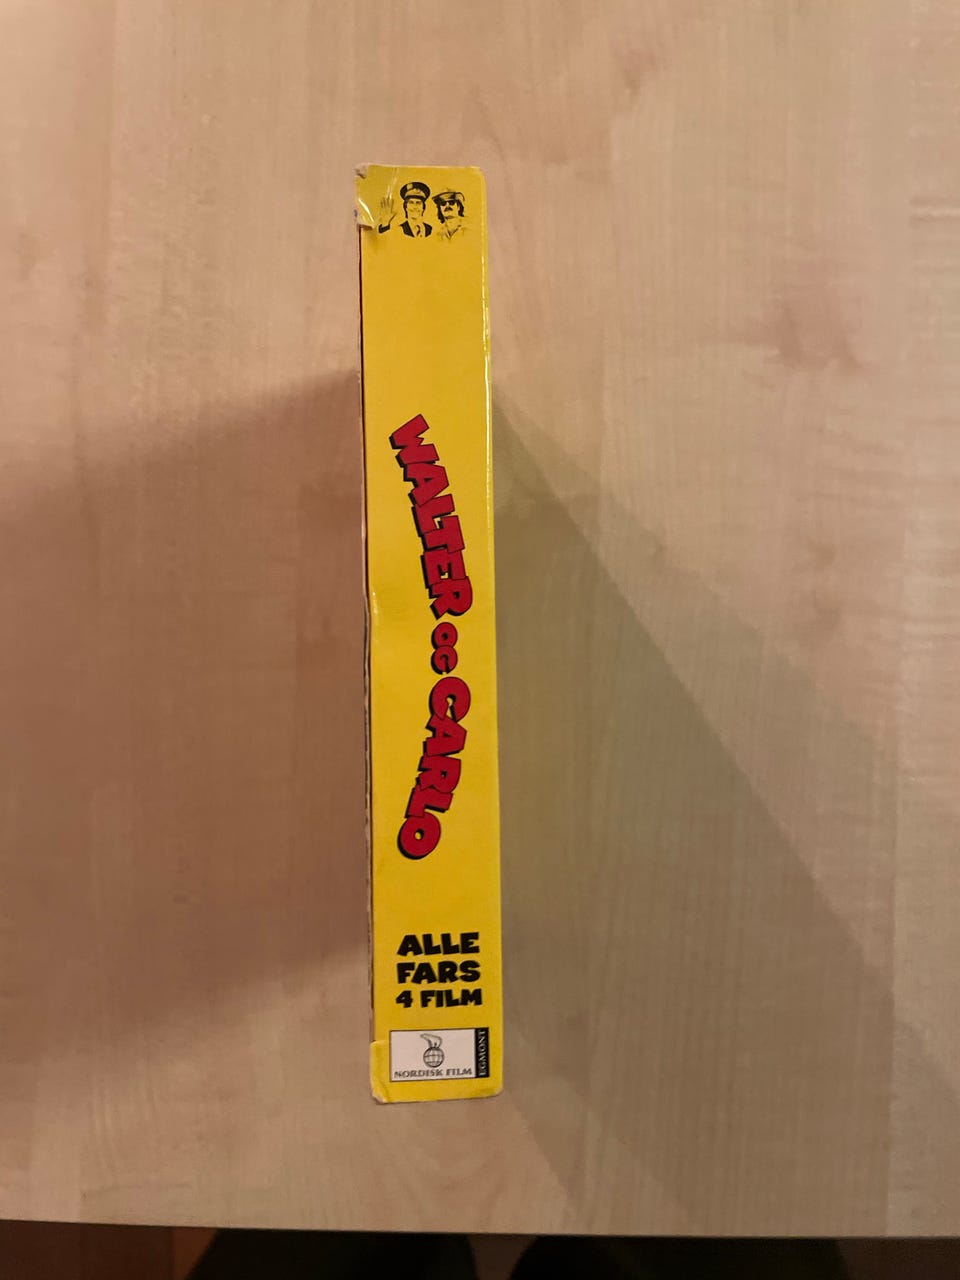 WALTER OG CARLO
ALLE
FARS
4 FILM
NORDISK FILM
EGMONT